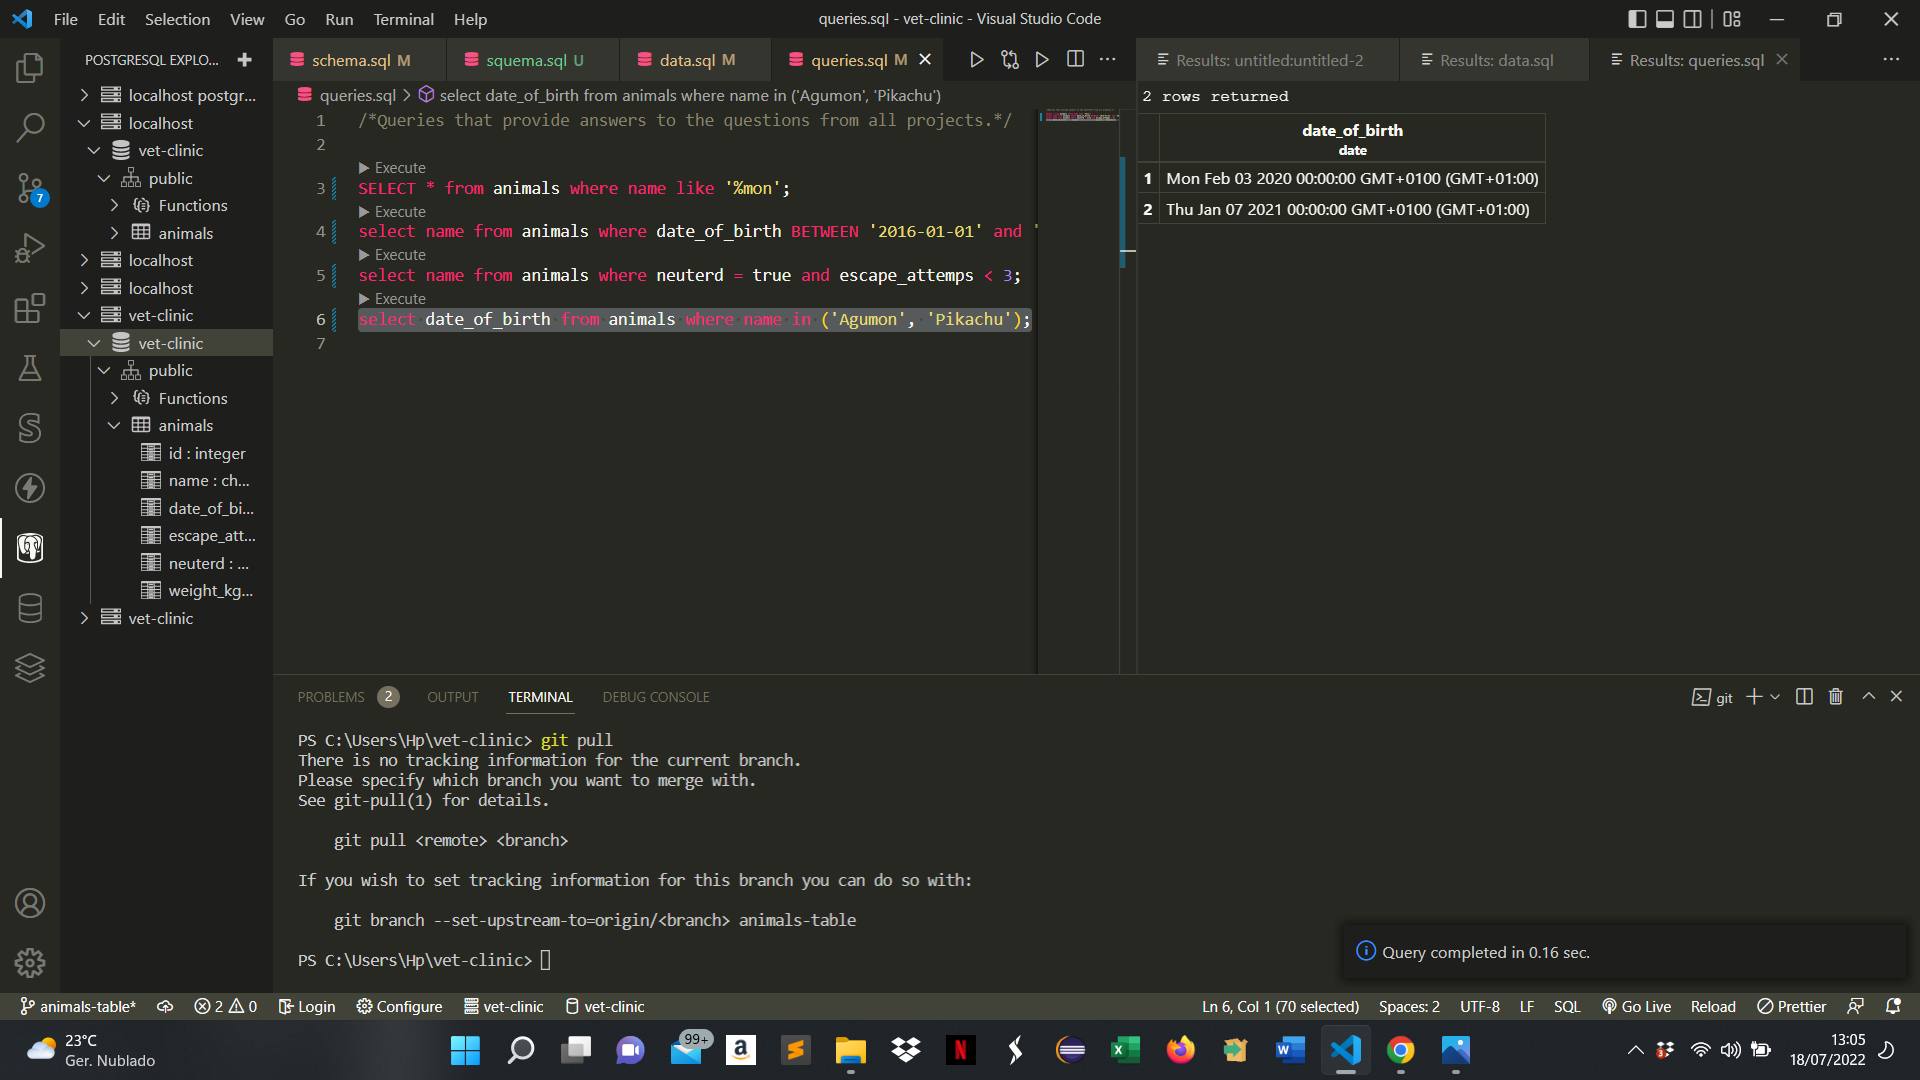 File Edit Selection View Go Run Terminal Help
queries.sql - vet-clinic - Visual Studio Code
POSTGRESQL EXPLO...
localhost postgr...
localhost
vet-clinic
public
Functions
animals
localhost
localhost
vet-clinic
vet-clinic
public
Functions
animals
id : integer
name : ch...
date_of_bi...
escape_att...
neuterd : ...
weight_kg...
vet-clinic
7
schema.sql M
squema.sql U
data.sql M
queries.sql M
queries.sql > select date_of_birth from animals where name in ('Agumon', 'Pikachu')
1 /*Queries that provide answers to the questions from all projects.*/
2
Execute
3 SELECT * from animals where name like '%mon';
Execute
4 select name from animals where date_of_birth BETWEEN '2016-01-01' and '
Execute
5 select name from animals where neuterd = true and escape_attemps < 3;
Execute
6 select date_of_birth from animals where name in ('Agumon', 'Pikachu');
7
Results: untitled:untitled-2
Results: data.sql
Results: queries.sql
2 rows returned
date_of_birth
date
1 Mon Feb 03 2020 00:00:00 GMT+0100 (GMT+01:00)
2 Thu Jan 07 2021 00:00:00 GMT+0100 (GMT+01:00)
PROBLEMS 2 OUTPUT TERMINAL DEBUG CONSOLE
git
PS C:\Users\Hp\vet-clinic> git pull
There is no tracking information for the current branch.
Please specify which branch you want to merge with.
See git-pull(1) for details.
git pull <remote> <branch>
If you wish to set tracking information for this branch you can do so with:
git branch --set-upstream-to=origin/<branch> animals-table
PS C:\Users\Hp\vet-clinic>
Query completed in 0.16 sec.
animals-table* 2 0 Login Configure vet-clinic vet-clinic
Ln 6, Col 1 (70 selected) Spaces: 2 UTF-8 LF SQL Go Live Reload Prettier
23°C
Ger. Nublado
99+
13:05
18/07/2022